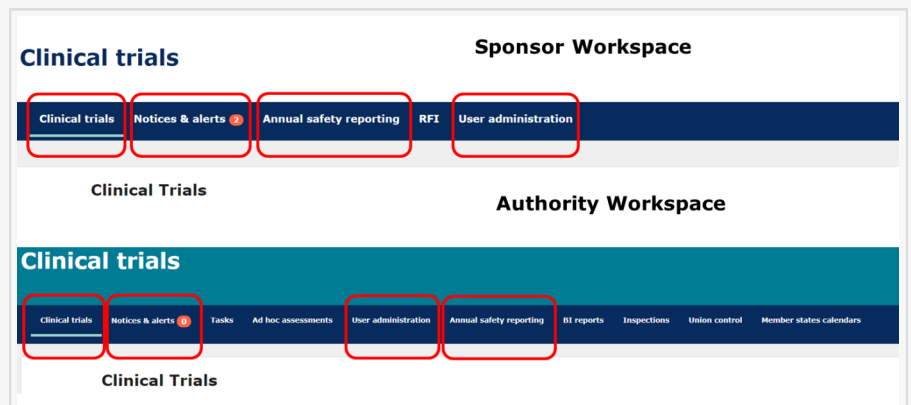 Sponsor Workspace
Clinical trials
Clinical trials Notices & alerts 2 Annual safety reporting RFI User administration
Clinical Trials
Authority Workspace
Clinical trials
Clinical trials Notices & alerts 0 Tasks Ad hoc assessments User administration Annual safety reporting BI reports Inspections Union control Member states calendars
Clinical Trials